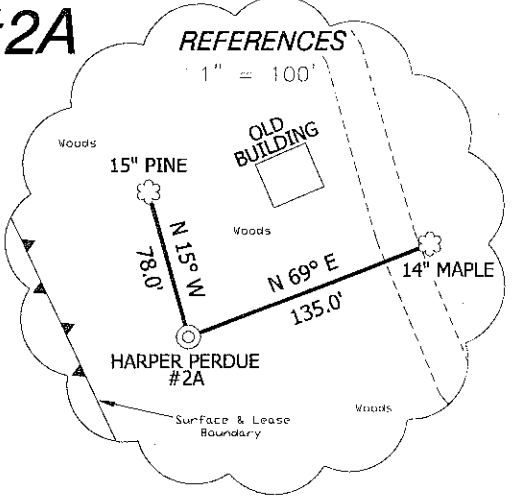 #2A
REFERENCES
1" = 100'
Woods
OLD
BUILDING
15" PINE
Woods
N 15° W
78.0'
N 69° E
135.0'
14" MAPLE
HARPER PERDUE
#2A
Surface & Lease
Boundary
Woods